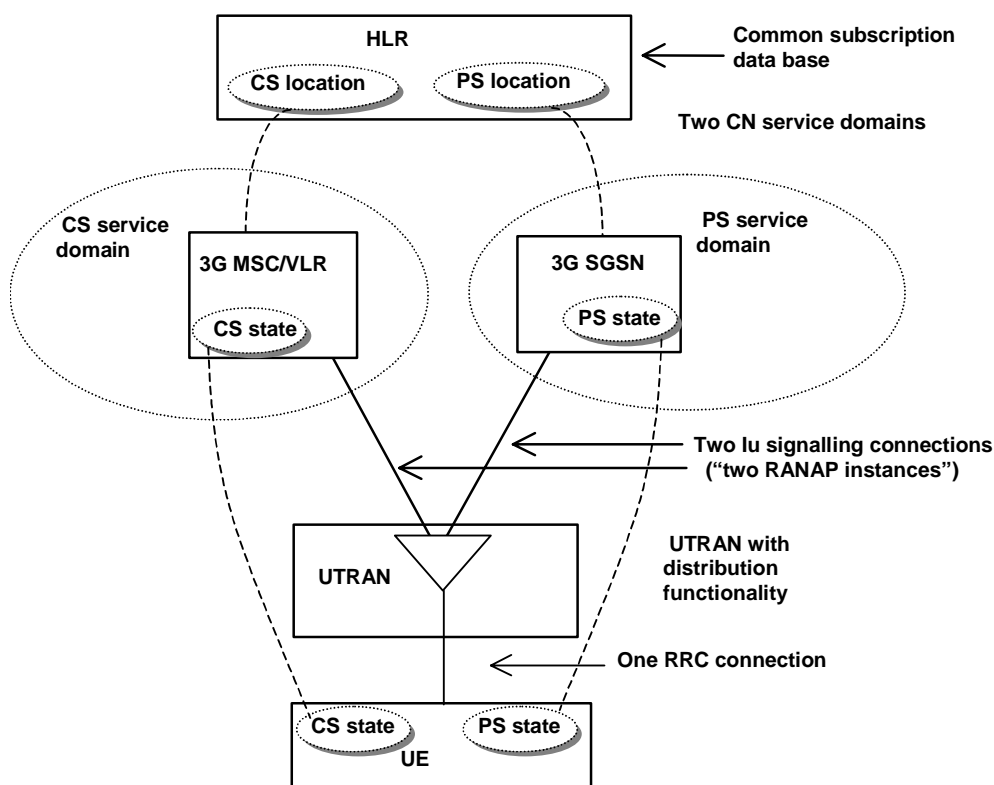 HLR
Common subscription
data base
CS location
PS location
Two CN service domains
CS service
domain
PS service
domain
3G MSC/VLR
3G SGSN
CS state
PS state
Two Iu signalling connections
(“two RANAP instances”)
UTRAN
UTRAN with
distribution
functionality
One RRC connection
CS state
PS state
UE